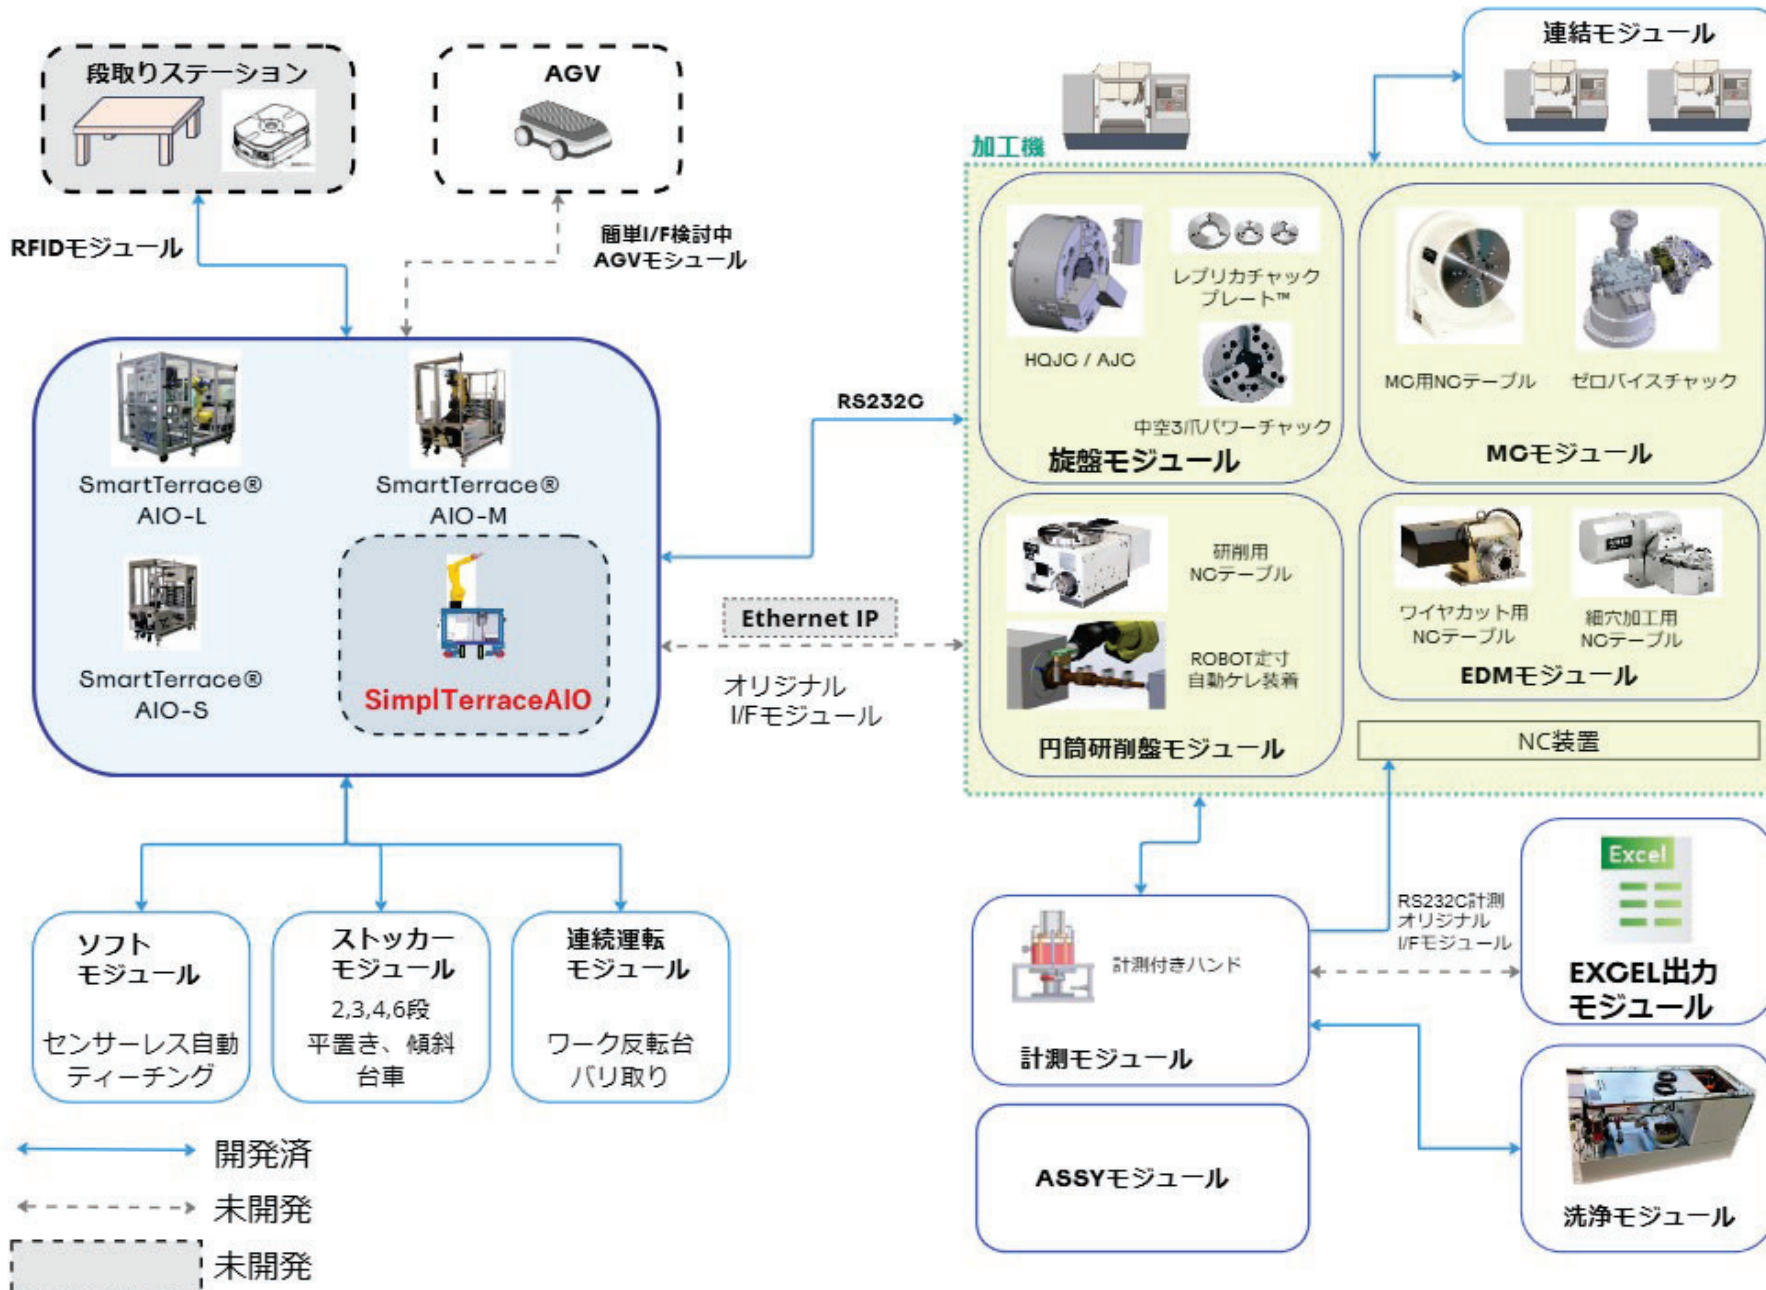 段取りステーション
AGV
連結モジュール
加工機
RFIDモジュール
簡単I/F検討中
AGVモシュール
レプリカチャック
プレート™
HQJC / AJC
中空3爪パワーチャック
旋盤モジュール
MC用NCテーブル
ゼロバイスチャック
MCモジュール
RS232C
SmartTerrace®
AIO-L
SmartTerrace®
AIO-M
SmartTerrace®
AIO-S
SimplTerraceAIO
Ethernet IP
オリジナル
I/Fモジュール
研削用
NCテーブル
ROBOT定寸
自動ケレ装着
円筒研削盤モジュール
ワイヤカット用
NCテーブル
細穴加工用
NCテーブル
EDMモジュール
NC装置
ソフト
モジュール
センサーレス自動
ティーチング
ストッカー
モジュール
2,3,4,6段
平置き、傾斜
台車
連続運転
モジュール
ワーク反転台
バリ取り
計測付きハンド
計測モジュール
RS232C計測
オリジナル
I/Fモジュール
Excel
EXCEL出力
モジュール
ASSYモジュール
洗浄モジュール
開発済
未開発
未開発